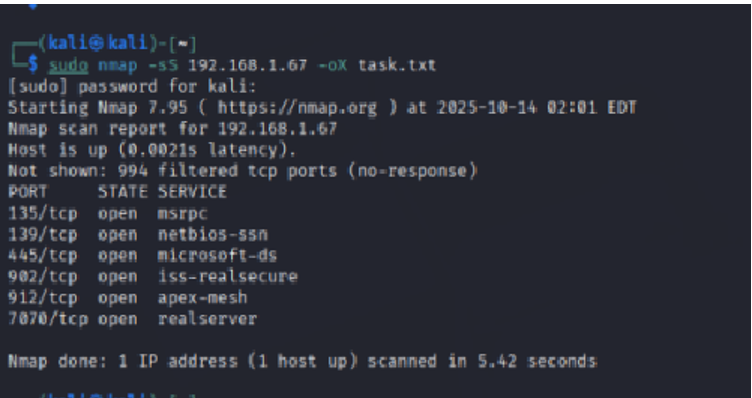 ┌──(kali㉿kali)-[~]
└─$ sudo nmap -sS 192.168.1.67 -oX task.txt
[sudo] password for kali:
Starting Nmap 7.95 ( https://nmap.org ) at 2025-10-14 02:01 EDT
Nmap scan report for 192.168.1.67
Host is up (0.0021s latency).
Not shown: 994 filtered tcp ports (no-response)
PORT     STATE SERVICE
135/tcp  open  msrpc
139/tcp  open  netbios-ssn
445/tcp  open  microsoft-ds
902/tcp  open  iss-realsecure
912/tcp  open  apex-mesh
7070/tcp open  realserver
Nmap done: 1 IP address (1 host up) scanned in 5.42 seconds